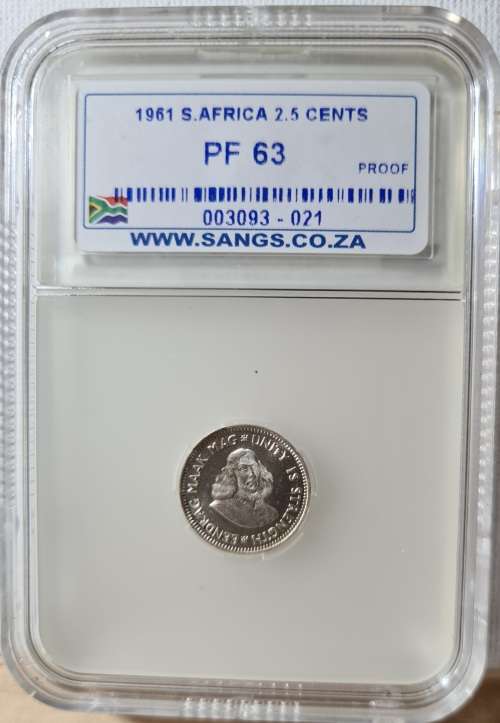 1961 S.AFRICA 2.5 CENTS
PF 63
PROOF
003093 - 021
WWW.SANGS.CO.ZA
EENDRAG MAAK MAG * UNITY IS STRENGTH *